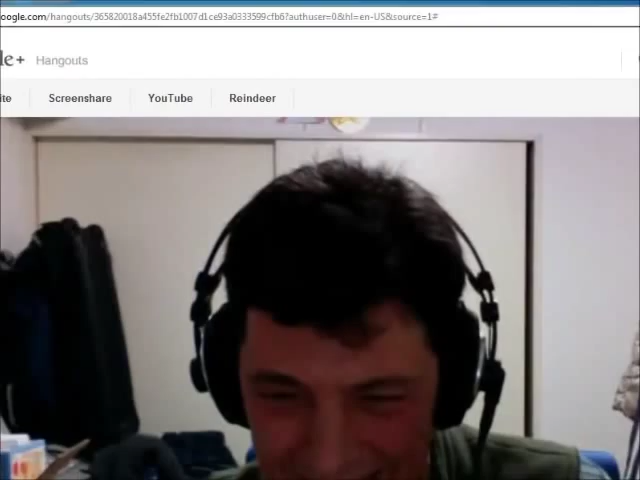 oogle.com/hangouts/365820018a455fe2fb1007d1ce93a0333599cfb6?authuser=0&hl=en-US&source=1#
le+ Hangouts
ite Screenshare YouTube Reindeer